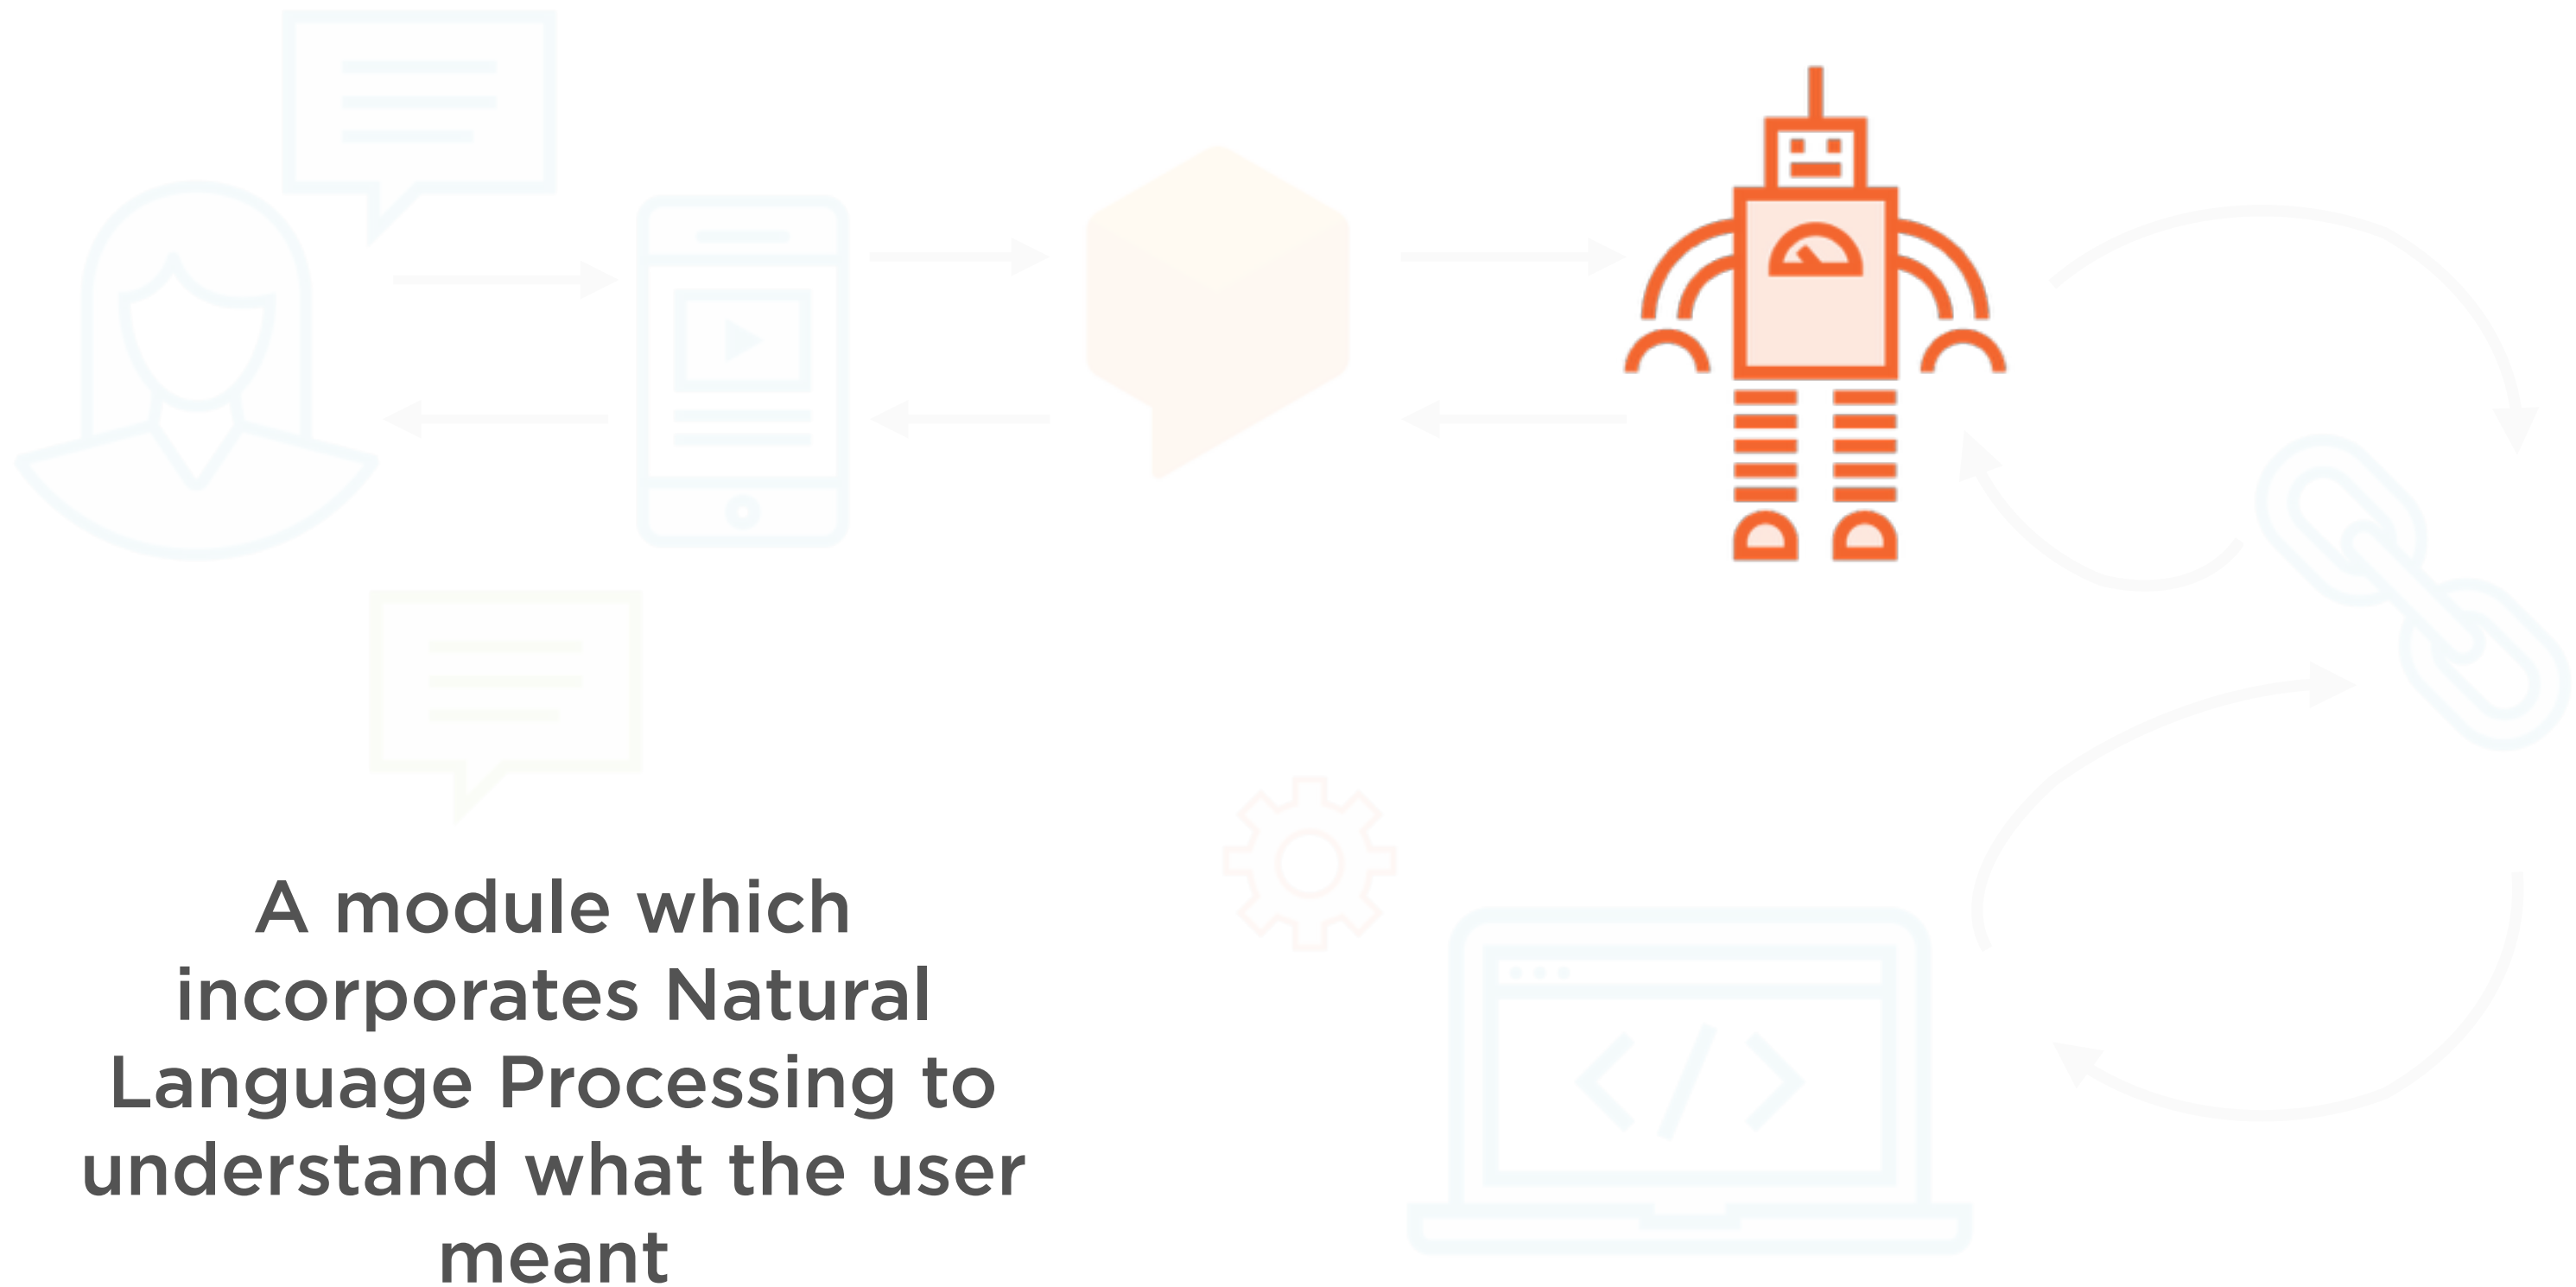 A module which
incorporates Natural
Language Processing to
understand what the user
meant